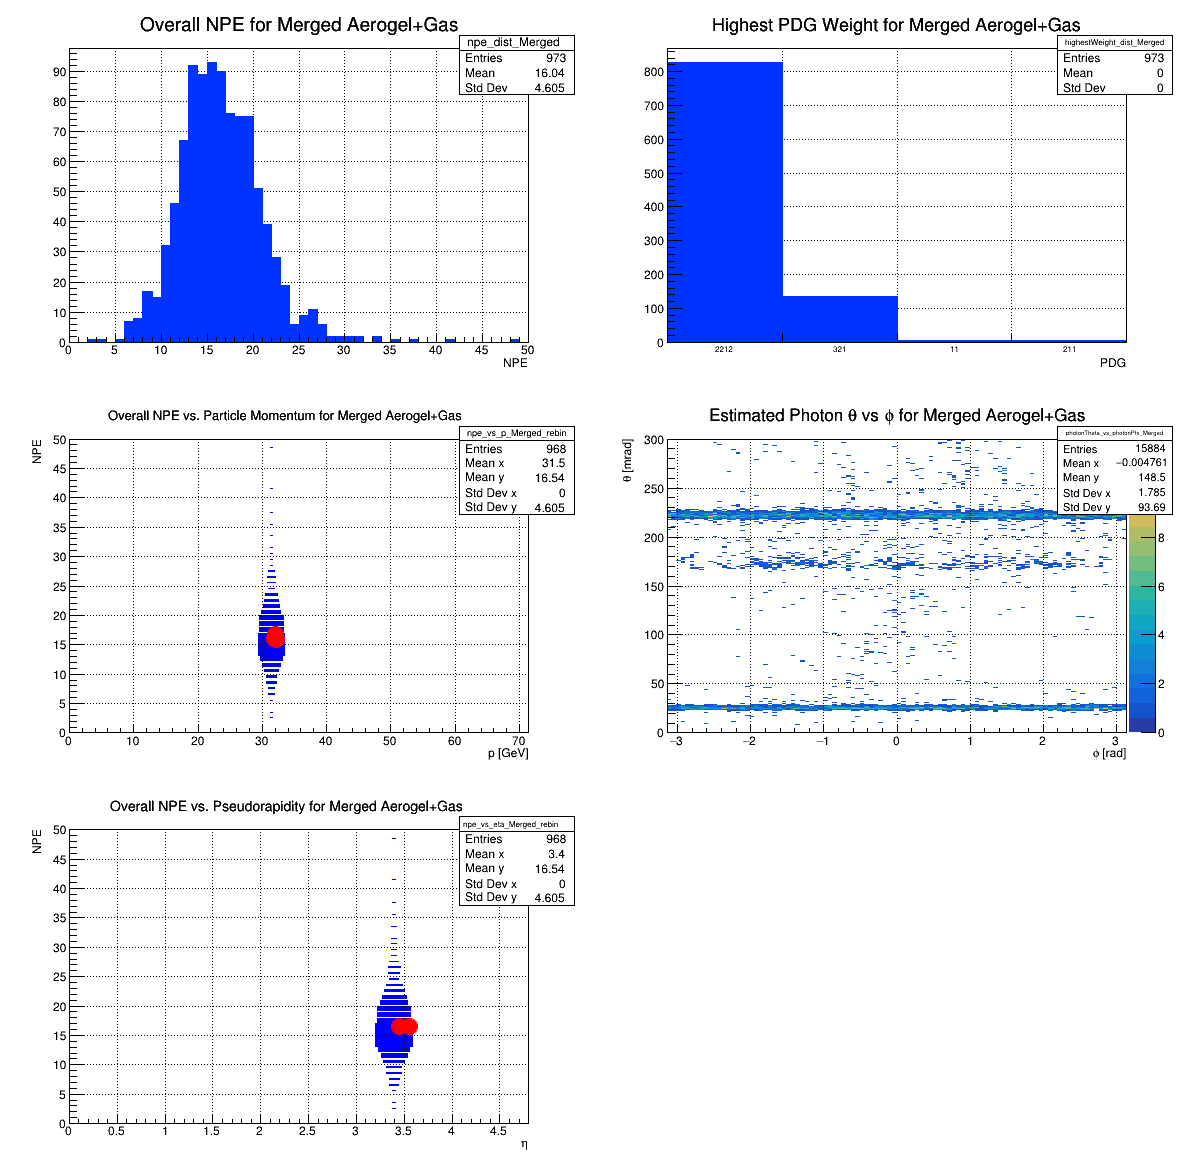 Overall NPE for Merged Aerogel+Gas
npe_dist_Merged
Entries 973
Mean 16.04
Std Dev 4.605
90
80
70
60
50
40
30
20
10
0
0 5 10 15 20 25 30 35 40 45 50
NPE
Highest PDG Weight for Merged Aerogel+Gas
highestWeight_dist_Merged
Entries 973
Mean 0
Std Dev 0
800
700
600
500
400
300
200
100
0
2212 321 11 211
PDG
Overall NPE vs. Particle Momentum for Merged Aerogel+Gas
npe_vs_p_Merged_rebin
Entries 968
Mean x 31.5
Mean y 16.54
Std Dev x 0
Std Dev y 4.605
NPE
50
45
40
35
30
25
20
15
10
5
0
0 10 20 30 40 50 60 70
p [GeV]
Estimated Photon θ vs ϕ for Merged Aerogel+Gas
photonTheta_vs_photonPhi_Merged
Entries 15884
Mean x −0.004761
Mean y 148.5
Std Dev x 1.785
Std Dev y 93.69
θ [mrad]
300
250
200
150
100
50
0
−3 −2 −1 0 1 2 3
ϕ [rad]
8
6
4
2
0
Overall NPE vs. Pseudorapidity for Merged Aerogel+Gas
npe_vs_eta_Merged_rebin
Entries 968
Mean x 3.4
Mean y 16.54
Std Dev x 0
Std Dev y 4.605
NPE
50
45
40
35
30
25
20
15
10
5
0
0 0.5 1 1.5 2 2.5 3 3.5 4 4.5
η